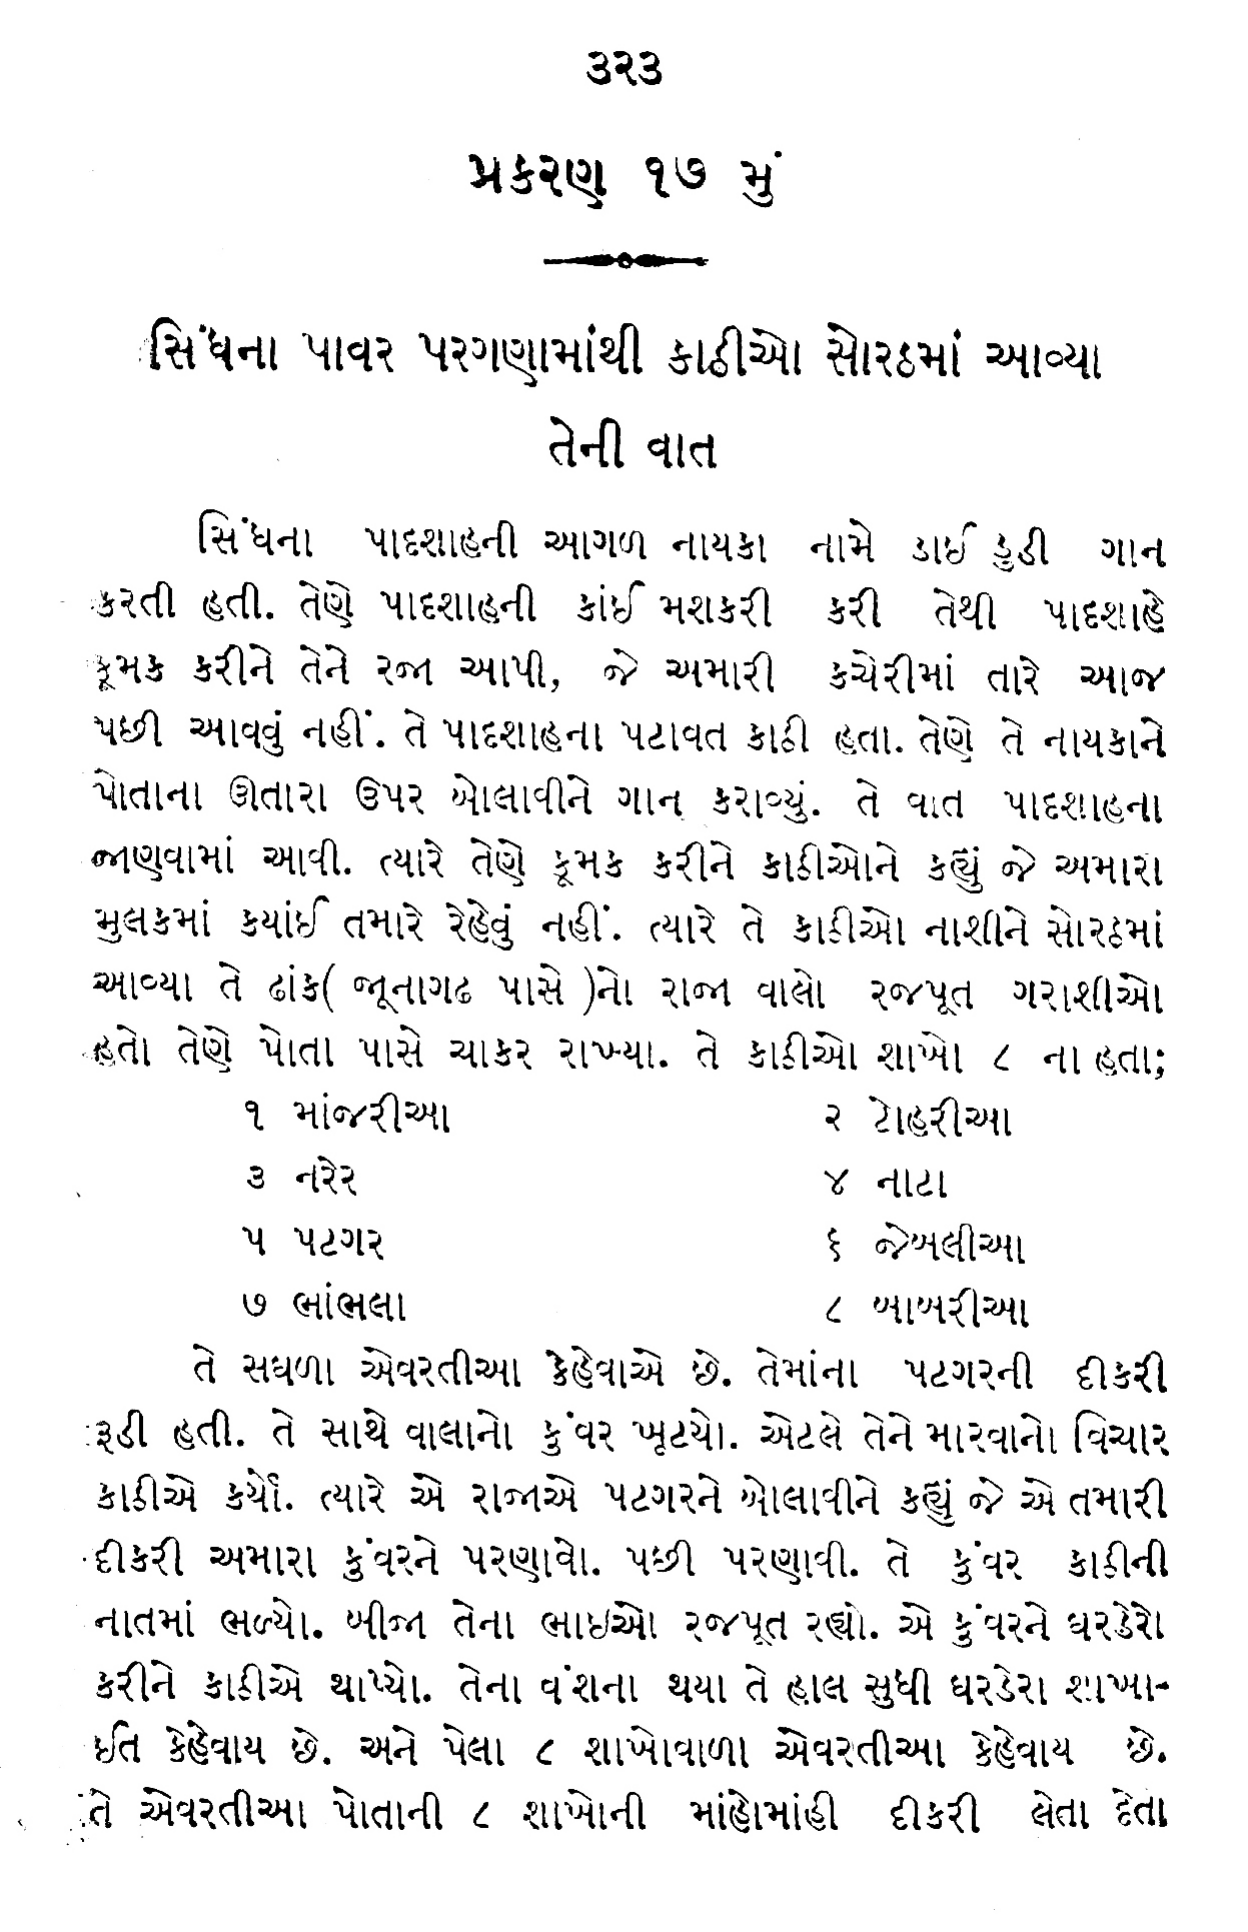 ૩૨૩
પ્રકરણ ૧૭ મું
સિંધના પાવર પરગણામાંથી કાઠીઓ સોરઠમાં આવ્યા
તેની વાત
સિંધના પાદશાહની આગળ નાયકા નામે ડાઈ ડુડી ગાન
કરતી હતી. તેણે પાદશાહની કાંઈ મશકરી કરી તેથી પાદશાહે
કૂમક કરીને તેને રજા આપી, જે અમારી કચેરીમાં તારે આજ
પછી આવવું નહીં. તે પાદશાહના પટાવત કાઠી હતા. તેણે તે નાયકાને
પોતાના ઊતારા ઉપર બોલાવીને ગાન કરાવ્યું. તે વાત પાદશાહના
જાણવામાં આવી. ત્યારે તેણે કૂમક કરીને કાઠીઓને કહ્યું જે અમારા
મુલકમાં કયાંઈ તમારે રેહેવું નહીં. ત્યારે તે કાઠીઓ નાશીને સોરઠમાં
આવ્યા તે ઢાંક( જૂનાગઢ પાસે )નો રાજા વાલો રજપૂત ગરાશીઓ
હતો તેણે પોતા પાસે ચાકર રાખ્યા. તે કાઠીઓ શાખો ૮ ના હતા;
૧ માંજરીઆ ૨ ટોહરીઆ
૩ નરેર ૪ નાટા
૫ પટગર ૬ જેબલીઆ
૭ ભાંભલા ૮ બાબરીઆ
તે સઘળા એવરતીઆ કેહેવાએ છે. તેમાંના પટગરની દીકરી
રૂડી હતી. તે સાથે વાલાનો કુંવર ખૂટયો. એટલે તેને મારવાનો વિચાર
કાઠીએ કર્યો. ત્યારે એ રાજાએ પટગરને બોલાવીને કહ્યું જે એ તમારી
દીકરી અમારા કુંવરને પરણાવો. પછી પરણાવી. તે કુંવર કાઠીની
નાતમાં ભળ્યો. બીજા તેના ભાઇઓ રજપૂત રહ્યો. એ કુંવરને ઘરડેરો
કરીને કાઠીએ થાપ્યો. તેના વંશના થયા તે હાલ સુધી ઘરડેરા શાખા-
ઈત કેહેવાય છે. અને પેલા ૮ શાખોવાળા એવરતીઆ કેહેવાય છે.
તે એવરતીઆ પોતાની ૮ શાખોની માંહોમાંહી દીકરી લેતા દેતા